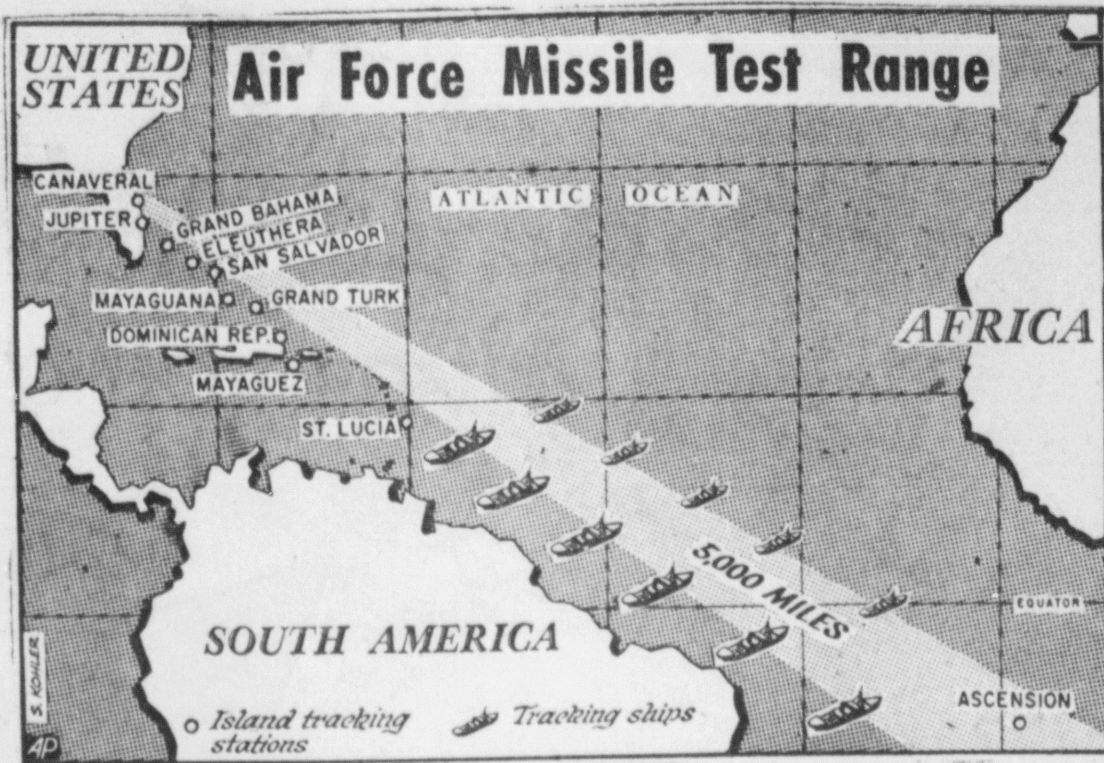 UNITED
STATES
Air Force Missile Test Range
CANAVERAL
JUPITER
GRAND BAHAMA
ELEUTHERA
SAN SALVADOR
ATLANTIC OCEAN
MAYAGUANA
GRAND TURK
DOMINICAN REP.
MAYAGUEZ
ST. LUCIA
AFRICA
5,000 MILES
EQUATOR
SOUTH AMERICA
ASCENSION
Island tracking
stations
Tracking ships
S. KOHLER
AP